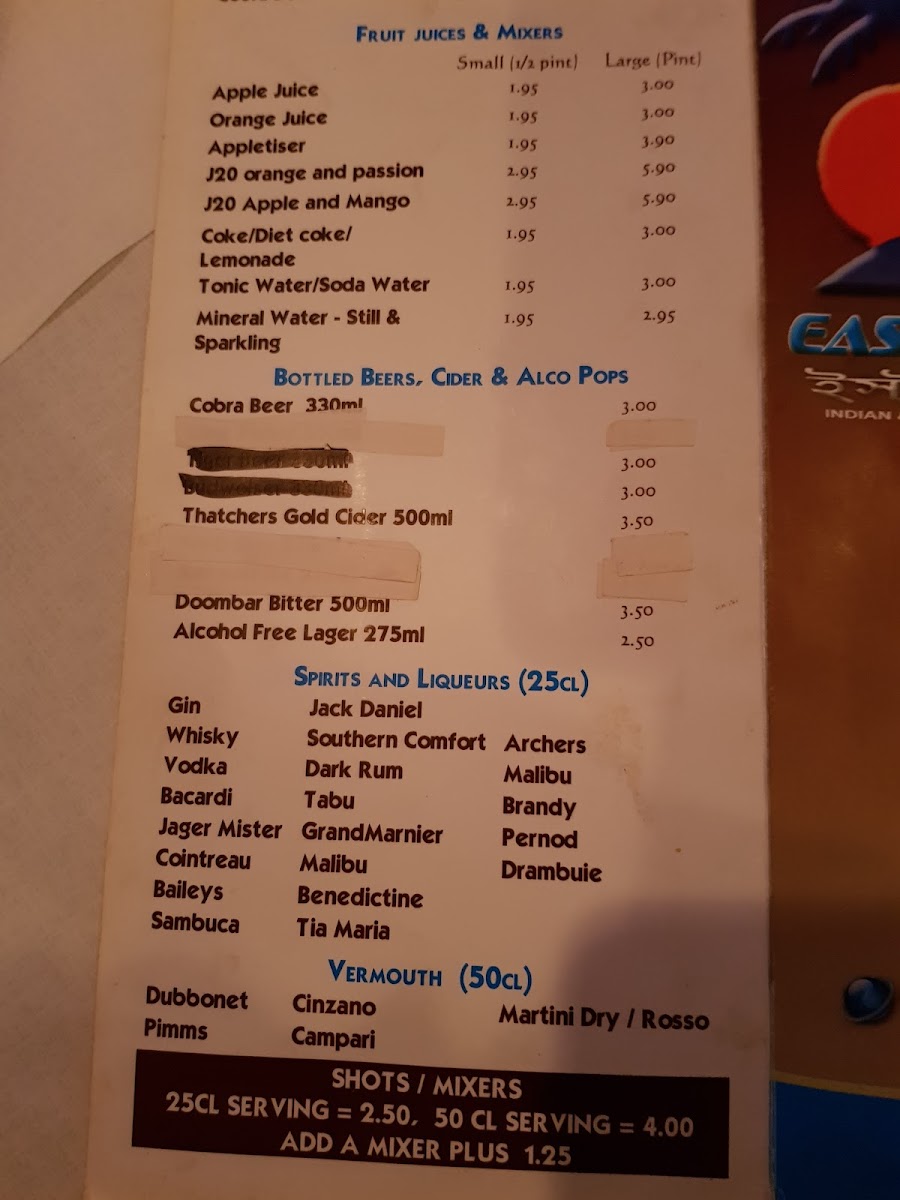 FRUIT JUICES & MIXERS
Small (1/2 pint) Large (Pint)
Apple Juice 1.95 3.00
Orange Juice 1.95 3.00
Appletiser 1.95 3.90
J20 orange and passion 2.95 5.90
J20 Apple and Mango 2.95 5.90
Coke/Diet coke/ 1.95 3.00
Lemonade
Tonic Water/Soda Water 1.95 3.00
Mineral Water - Still & 1.95 2.95
Sparkling
BOTTLED BEERS, CIDER & ALCO POPS
Cobra Beer 330ml 3.00
Tiger Beer 330ml 3.00
Budweiser 330ml 3.00
Thatchers Gold Cider 500ml 3.50
Doombar Bitter 500ml 3.50
Alcohol Free Lager 275ml 2.50
SPIRITS AND LIQUEURS (25CL)
Gin Jack Daniel
Whisky Southern Comfort Archers
Vodka Dark Rum Malibu
Bacardi Tabu Brandy
Jager Mister GrandMarnier Pernod
Cointreau Malibu Drambuie
Baileys Benedictine
Sambuca Tia Maria
VERMOUTH (50CL)
Dubbonet Cinzano Martini Dry / Rosso
Pimms Campari
SHOTS / MIXERS
25CL SERVING = 2.50, 50 CL SERVING = 4.00
ADD A MIXER PLUS 1.25
EAS
INDIAN